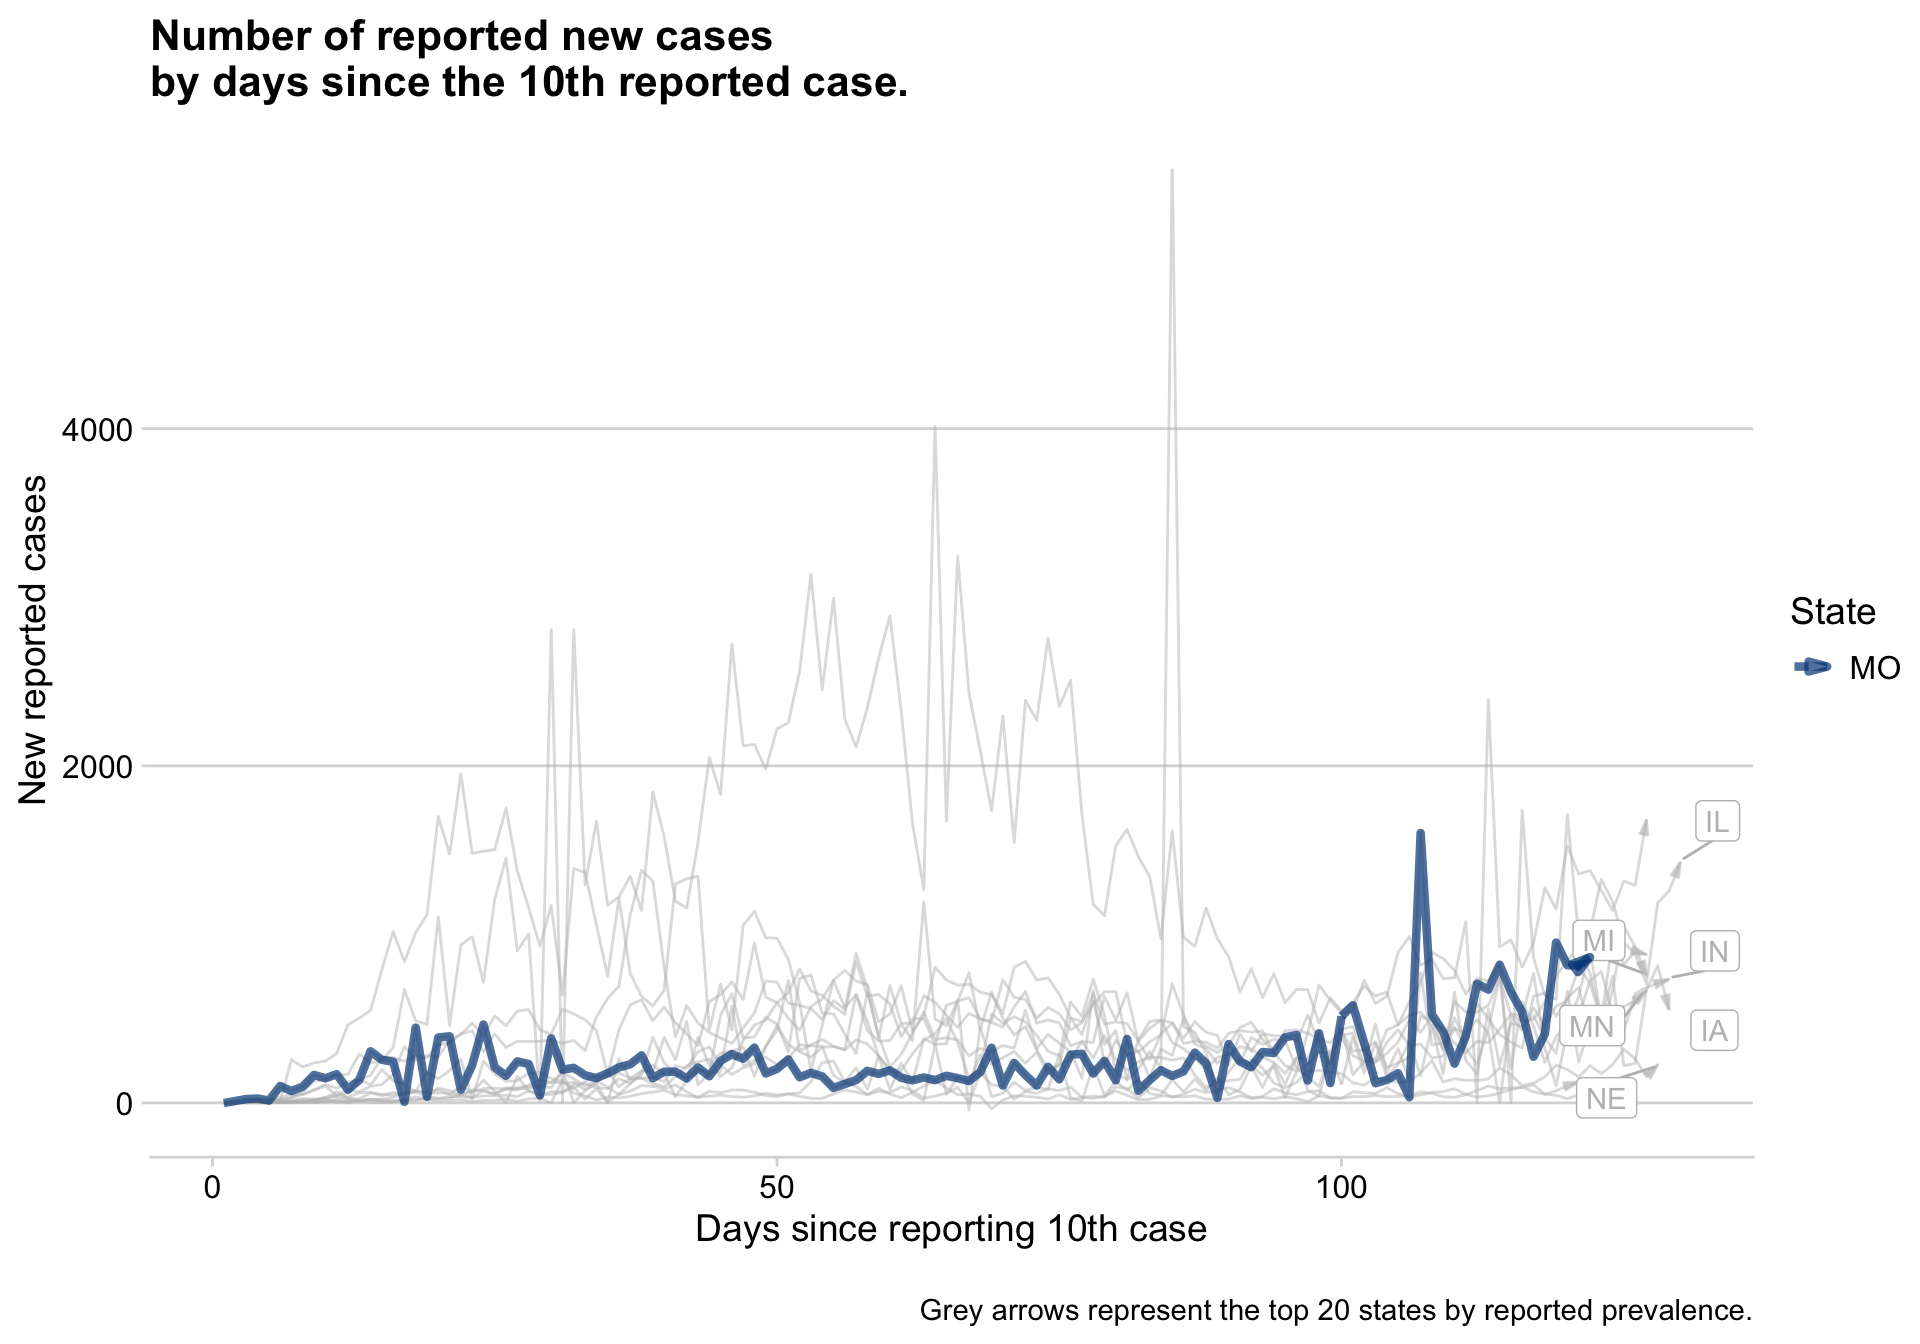 Number of reported new cases
by days since the 10th reported case.
New reported cases
4000
2000
0
0
50
100
Days since reporting 10th case
IL
MI
IN
MN
IA
NE
State
MO
Grey arrows represent the top 20 states by reported prevalence.